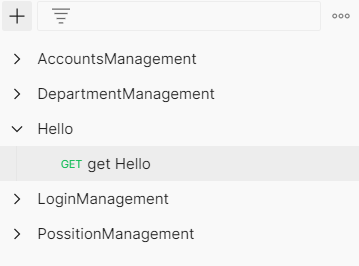 AccountsManagement
DepartmentManagement
Hello
GET get Hello
LoginManagement
PossitionManagement